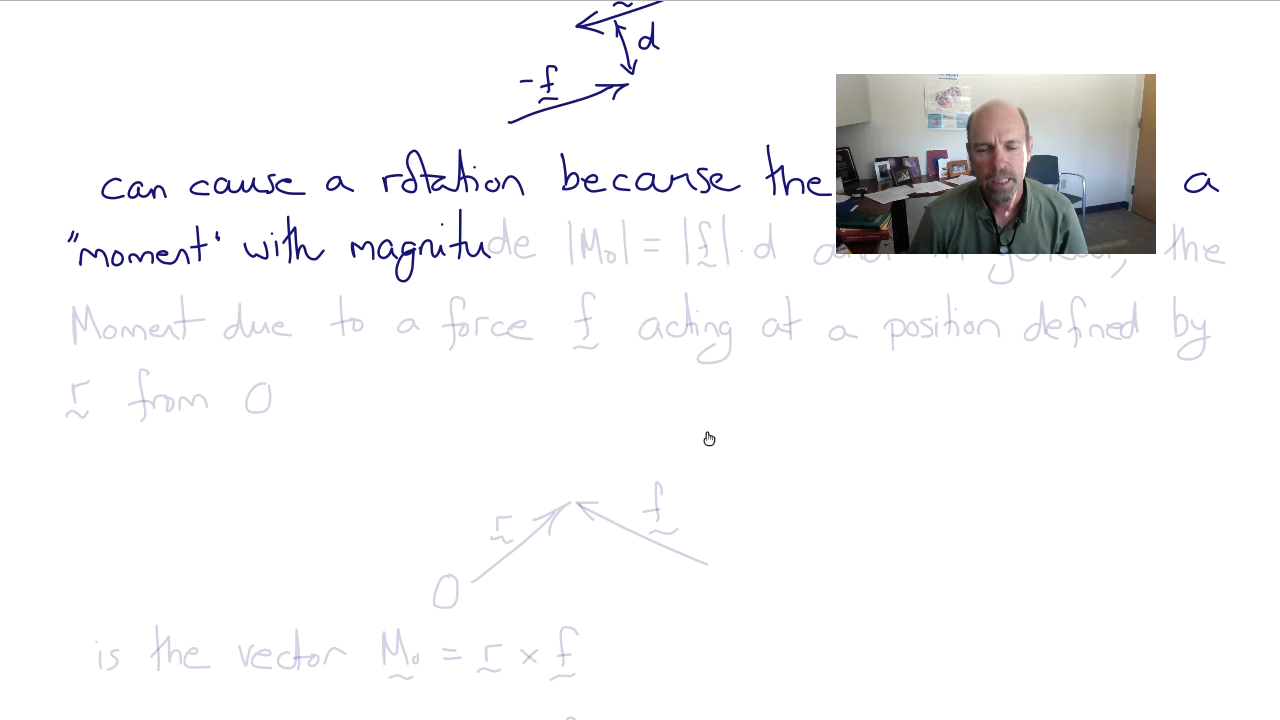 d
-f
can cause a rotation because the a
"moment" with magnitude |M₀| = |f|·d and in general, the
Moment due to a force f acting at a position defined by
r from O
r f
O
is the vector M₀ = r × f